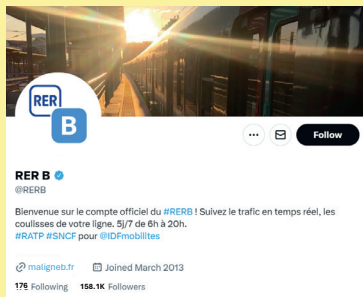 RER
B
Follow
RER B
@RERB
Bienvenue sur le compte officiel du #RERB ! Suivez le trafic en temps réel, les
coulisses de votre ligne. 5j/7 de 6h à 20h.
#RATP #SNCF pour @IDFmobilites
maligneb.fr Joined March 2013
176 Following 158.1K Followers